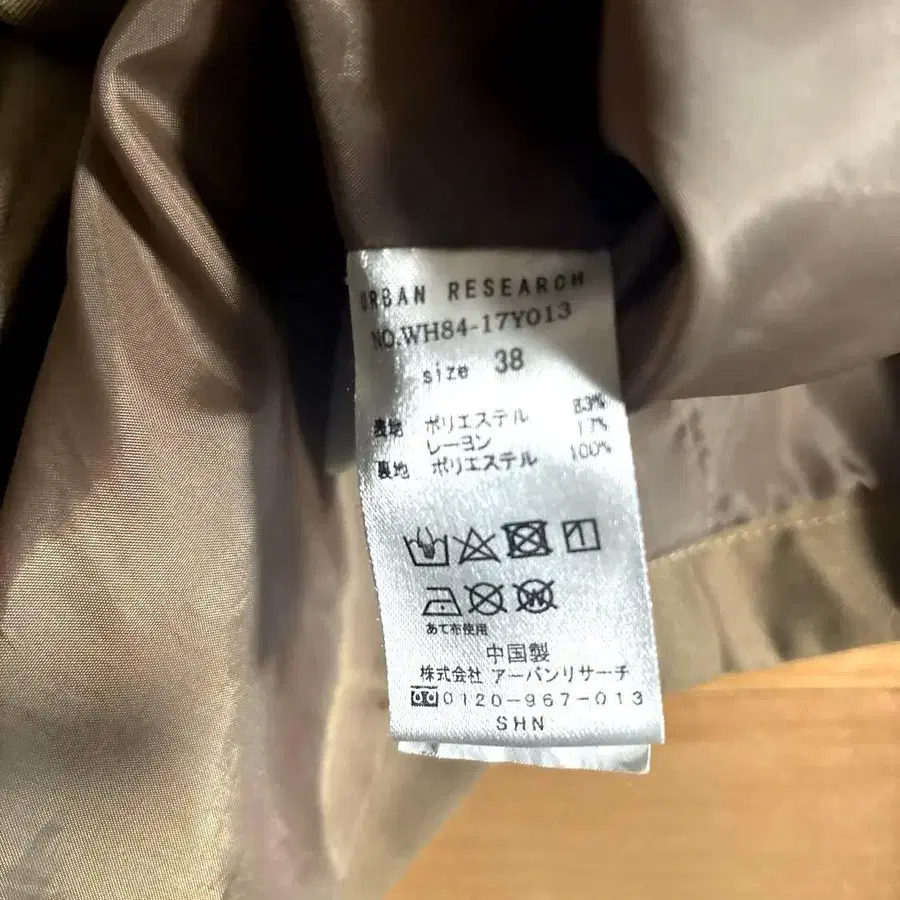 URBAN RESEARCH
NO.WH84-17Y013
size 38
表地 ポリエステル 83%
レーヨン 17%
裏地 ポリエステル 100%
あて布使用
中国製
株式会社 アーバンリサーチ
0120-967-013
SHN